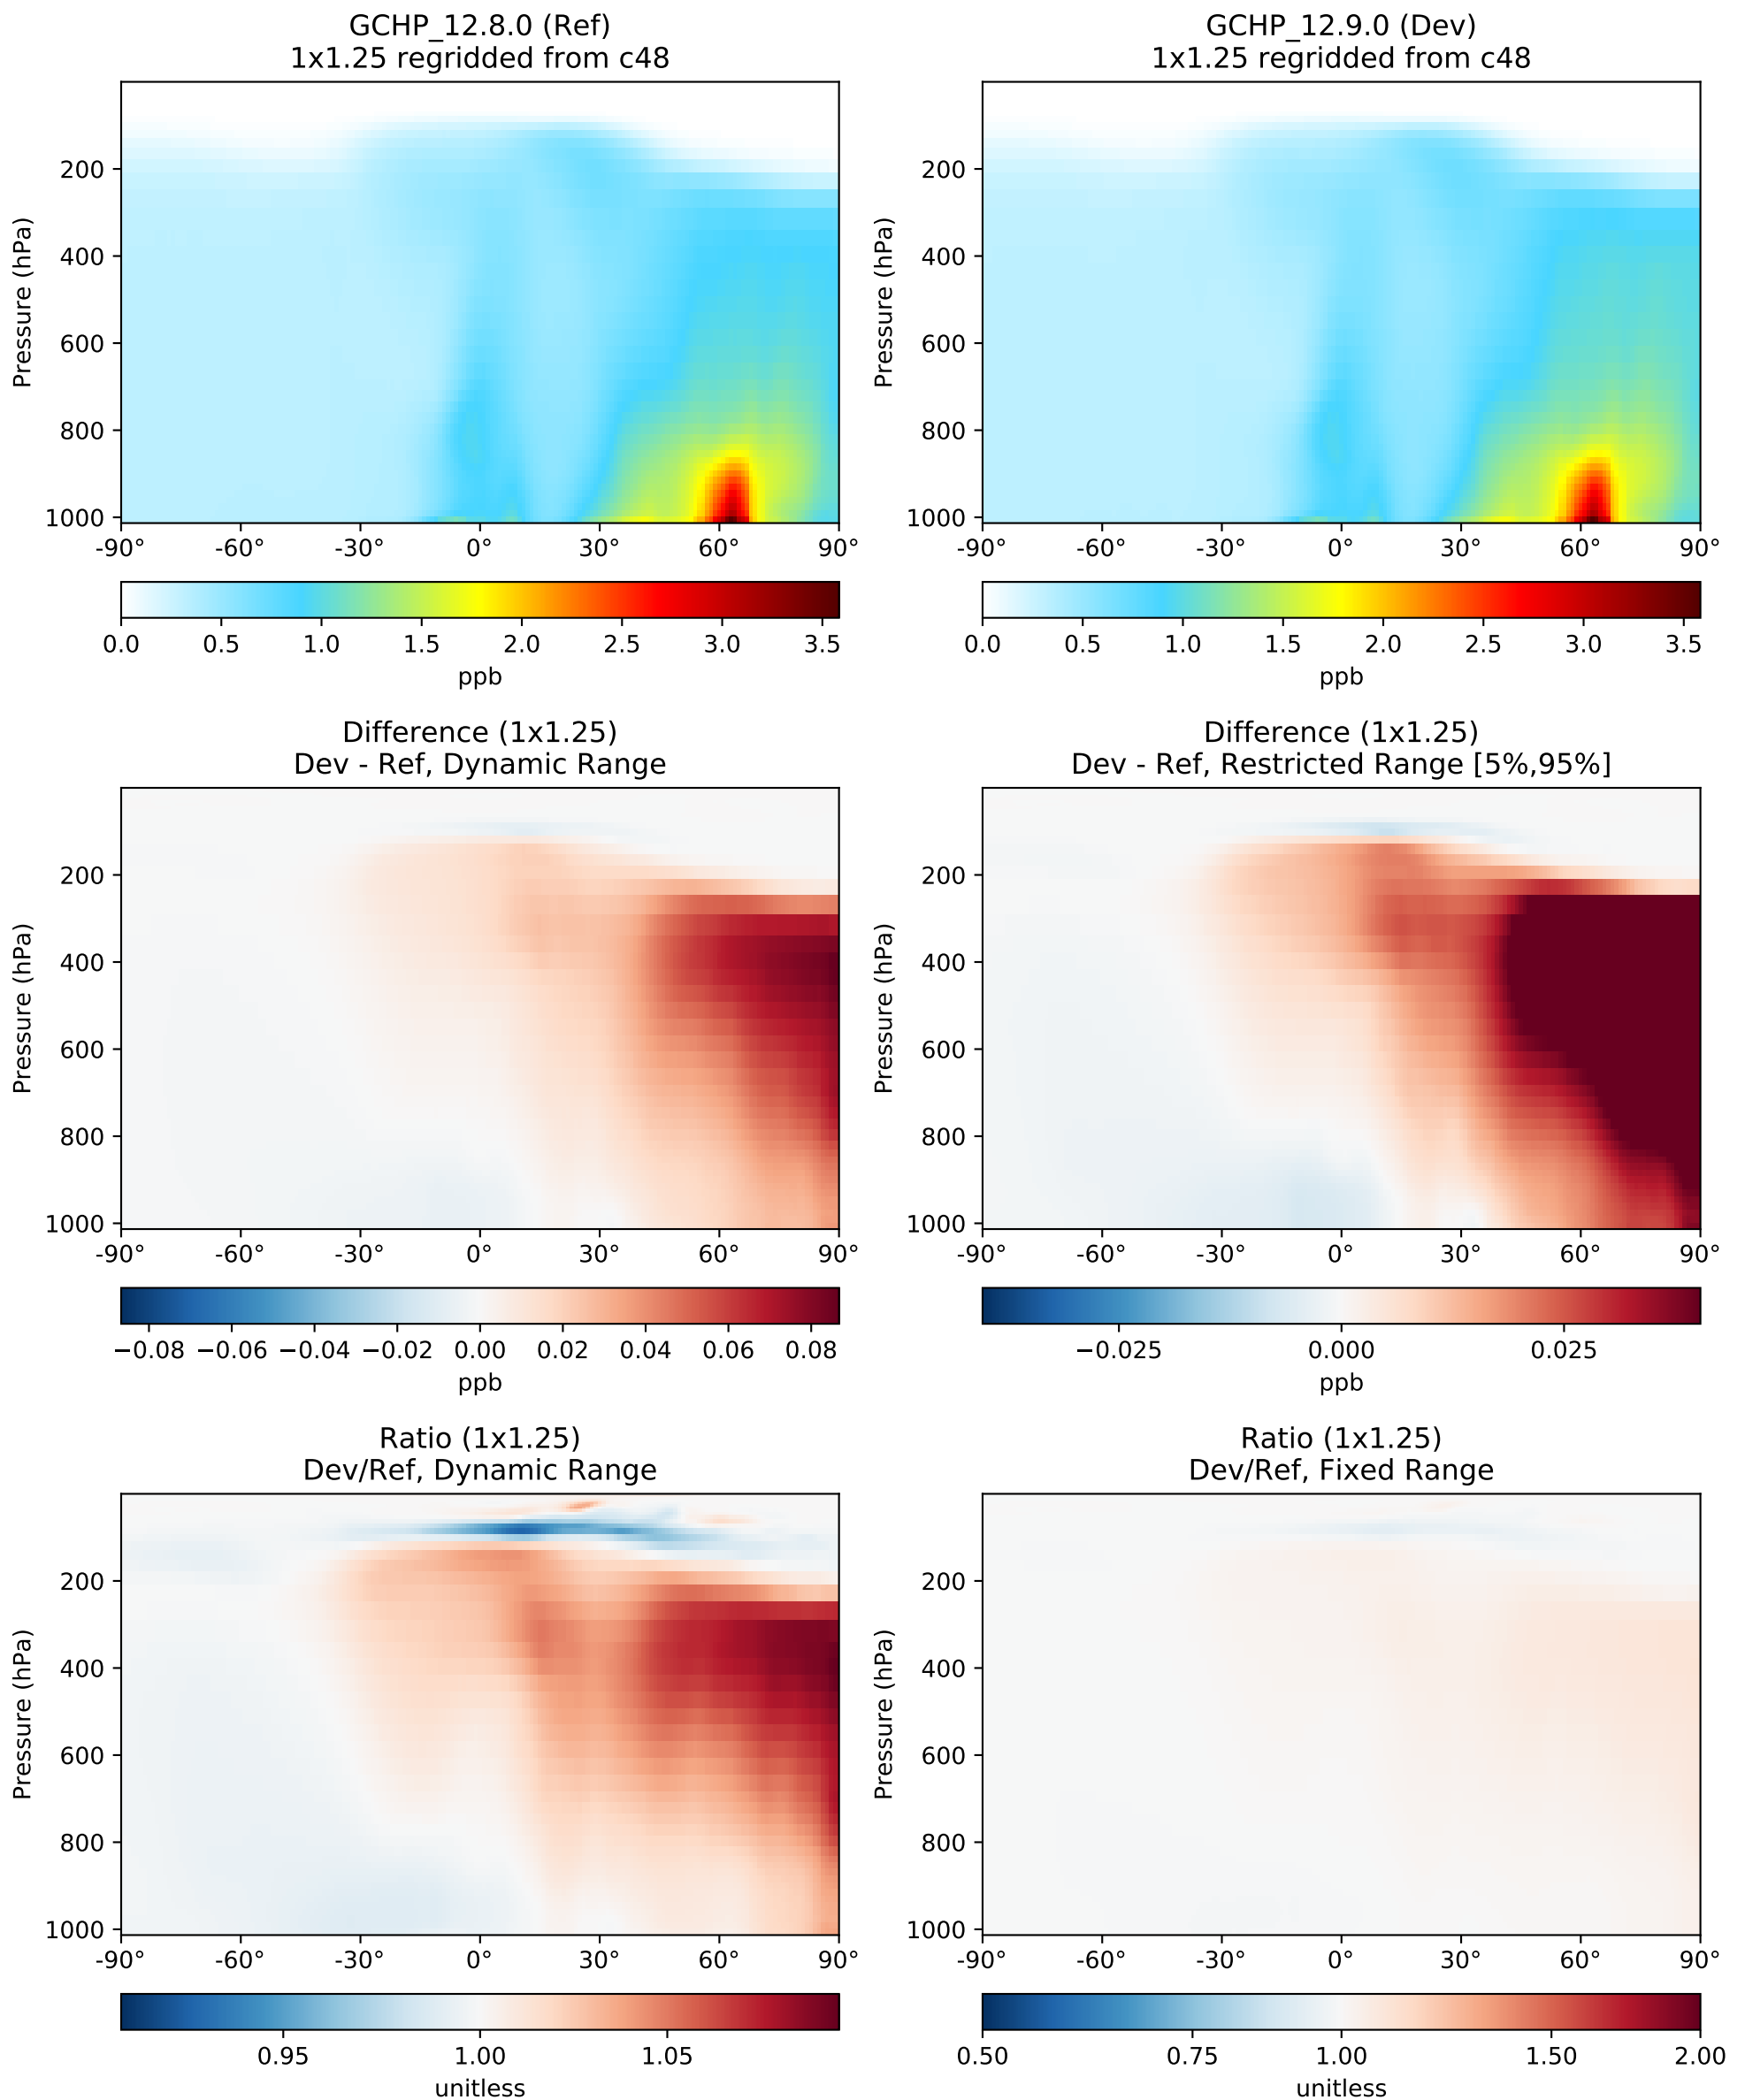 GCHP_12.8.0 (Ref)
1x1.25 regridded from c48
Pressure (hPa)
200
400
600
800
1000
-90° -60° -30° 0° 30° 60° 90°
0.0 0.5 1.0 1.5 2.0 2.5 3.0 3.5
ppb
GCHP_12.9.0 (Dev)
1x1.25 regridded from c48
Pressure (hPa)
200
400
600
800
1000
-90° -60° -30° 0° 30° 60° 90°
0.0 0.5 1.0 1.5 2.0 2.5 3.0 3.5
ppb
Difference (1x1.25)
Dev - Ref, Dynamic Range
Pressure (hPa)
200
400
600
800
1000
-90° -60° -30° 0° 30° 60° 90°
−0.08 −0.06 −0.04 −0.02 0.00 0.02 0.04 0.06 0.08
ppb
Difference (1x1.25)
Dev - Ref, Restricted Range [5%,95%]
Pressure (hPa)
200
400
600
800
1000
-90° -60° -30° 0° 30° 60° 90°
−0.025 0.000 0.025
ppb
Ratio (1x1.25)
Dev/Ref, Dynamic Range
Pressure (hPa)
200
400
600
800
1000
-90° -60° -30° 0° 30° 60° 90°
0.95 1.00 1.05
unitless
Ratio (1x1.25)
Dev/Ref, Fixed Range
Pressure (hPa)
200
400
600
800
1000
-90° -60° -30° 0° 30° 60° 90°
0.50 0.75 1.00 1.50 2.00
unitless